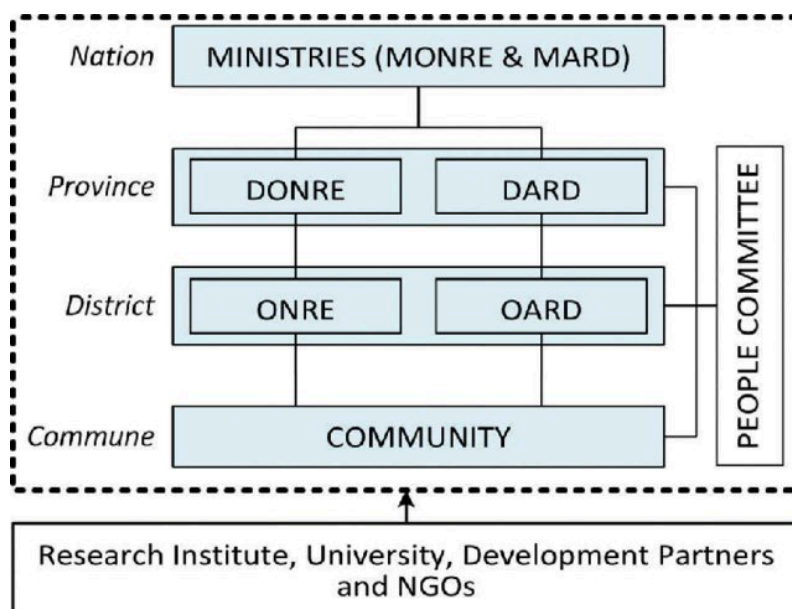 Nation
MINISTRIES (MONRE & MARD)
Province
DONRE
DARD
District
ONRE
OARD
Commune
COMMUNITY
PEOPLE COMMITTEE
Research Institute, University, Development Partners
and NGOs